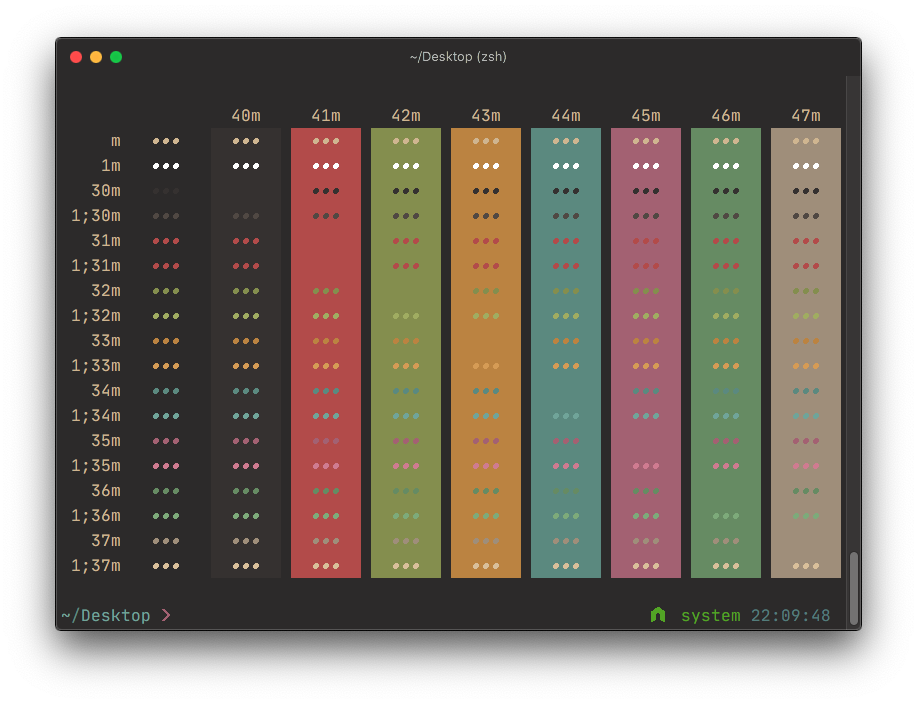 ~/Desktop (zsh)
40m 41m 42m 43m 44m 45m 46m 47m
m ••• ••• ••• ••• ••• ••• ••• ••• •••
1m ••• ••• ••• ••• ••• ••• ••• ••• •••
30m ••• ••• ••• ••• ••• ••• ••• •••
1;30m ••• ••• ••• ••• ••• ••• ••• ••• •••
31m ••• ••• ••• ••• ••• ••• ••• •••
1;31m ••• ••• ••• ••• ••• ••• ••• •••
32m ••• ••• ••• ••• ••• ••• ••• •••
1;32m ••• ••• ••• ••• ••• ••• ••• ••• •••
33m ••• ••• ••• ••• ••• ••• ••• •••
1;33m ••• ••• ••• ••• ••• ••• ••• ••• •••
34m ••• ••• ••• ••• ••• ••• ••• •••
1;34m ••• ••• ••• ••• ••• ••• ••• ••• •••
35m ••• ••• ••• ••• ••• ••• ••• •••
1;35m ••• ••• ••• ••• ••• ••• ••• ••• •••
36m ••• ••• ••• ••• ••• ••• ••• •••
1;36m ••• ••• ••• ••• ••• ••• ••• ••• •••
37m ••• ••• ••• ••• ••• ••• ••• •••
1;37m ••• ••• ••• ••• ••• ••• ••• ••• •••
~/Desktop ❯ system 22:09:48